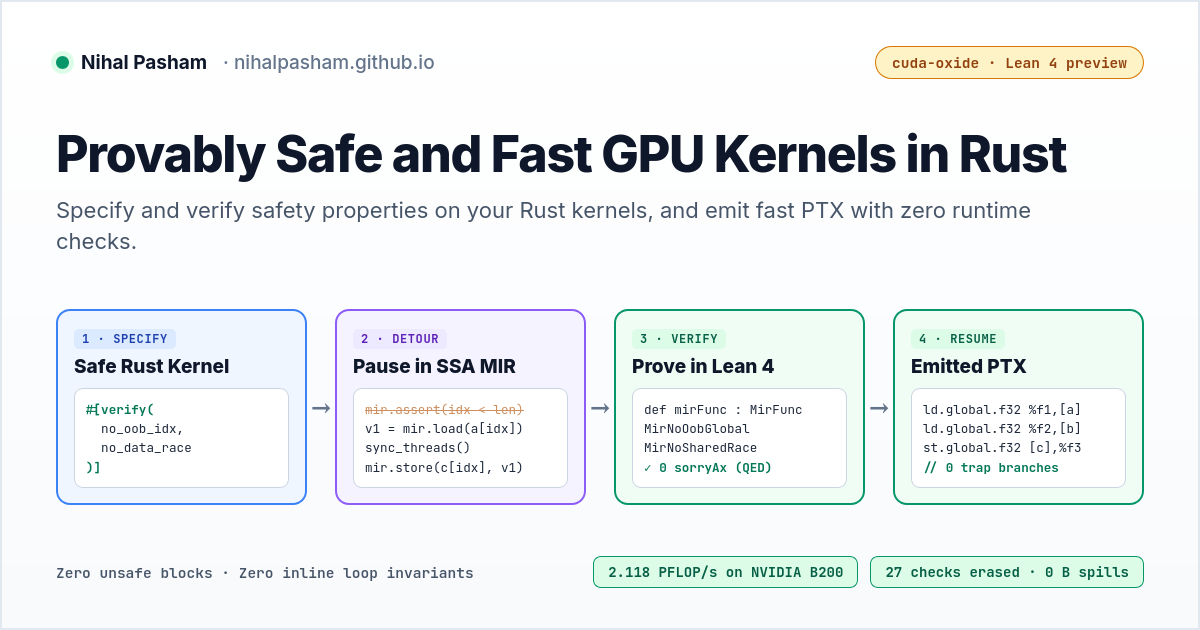 Nihal Pasham · nihalpasham.github.io
cuda-oxide · Lean 4 preview
Provably Safe and Fast GPU Kernels in Rust
Specify and verify safety properties on your Rust kernels, and emit fast PTX with zero runtime
checks.
1 · SPECIFY
Safe Rust Kernel
#[verify(
  no_oob_idx,
  no_data_race
)]
→
2 · DETOUR
Pause in SSA MIR
mir.assert(idx < len)
v1 = mir.load(a[idx])
sync_threads()
mir.store(c[idx], v1)
→
3 · VERIFY
Prove in Lean 4
def mirFunc : MirFunc
MirNoOobGlobal
MirNoSharedRace
✓ 0 sorryAx (QED)
→
4 · RESUME
Emitted PTX
ld.global.f32 %f1,[a]
ld.global.f32 %f2,[b]
st.global.f32 [c],%f3
// 0 trap branches
Zero unsafe blocks · Zero inline loop invariants
2.118 PFLOP/s on NVIDIA B200
27 checks erased · 0 B spills